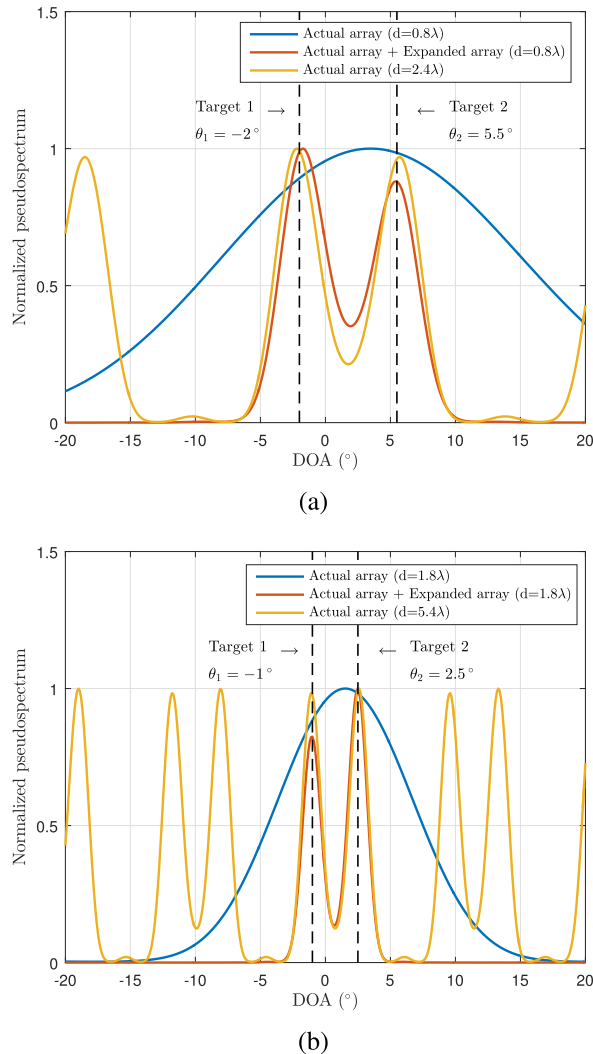 1.5
Actual array (d=0.8λ)
Actual array + Expanded array (d=0.8λ)
Actual array (d=2.4λ)
Target 1 →
θ₁ = −2°
← Target 2
θ₂ = 5.5°
1
Normalized pseudospectrum
0.5
0
-20 -15 -10 -5 0 5 10 15 20
DOA (°)
(a)
1.5
Actual array (d=1.8λ)
Actual array + Expanded array (d=1.8λ)
Actual array (d=5.4λ)
Target 1 →
θ₁ = −1°
← Target 2
θ₂ = 2.5°
1
Normalized pseudospectrum
0.5
0
-20 -15 -10 -5 0 5 10 15 20
DOA (°)
(b)